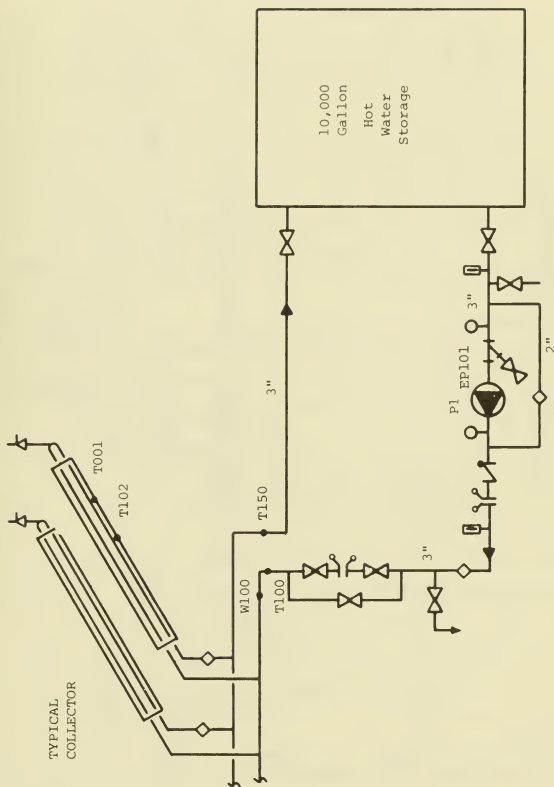 10,000
Gallon
Hot
Water
Storage
3"
T001
T102
T150
W100
T100
3"
3"
2"
P1 EP101
TYPICAL
COLLECTOR